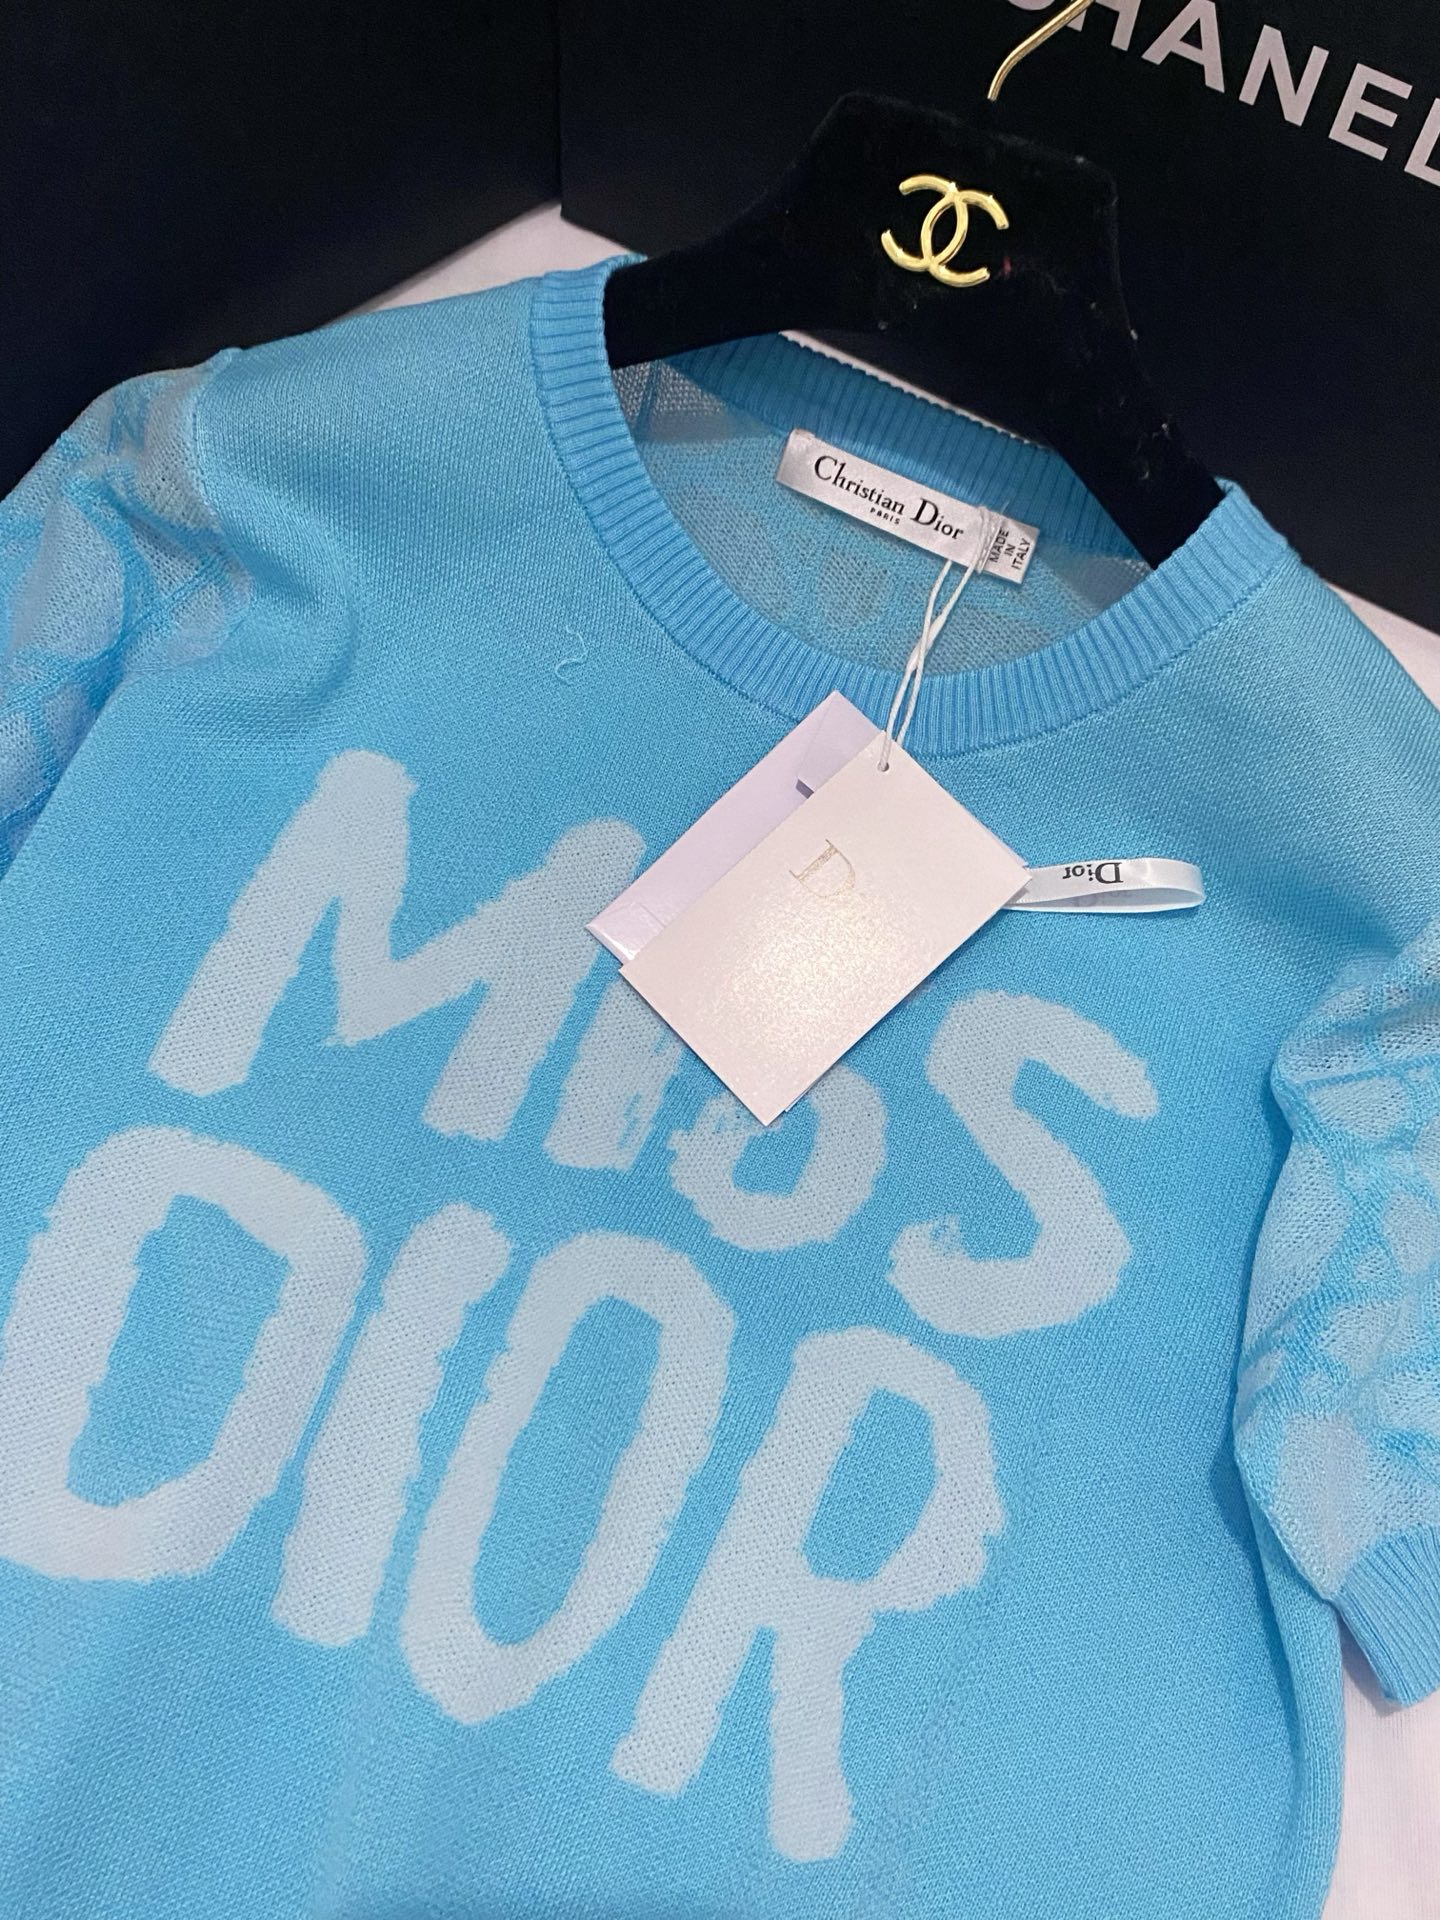 CHANEL
Christian Dior
PARIS
MADE
IN
ITALY
D
Dior
MISS
DIOR